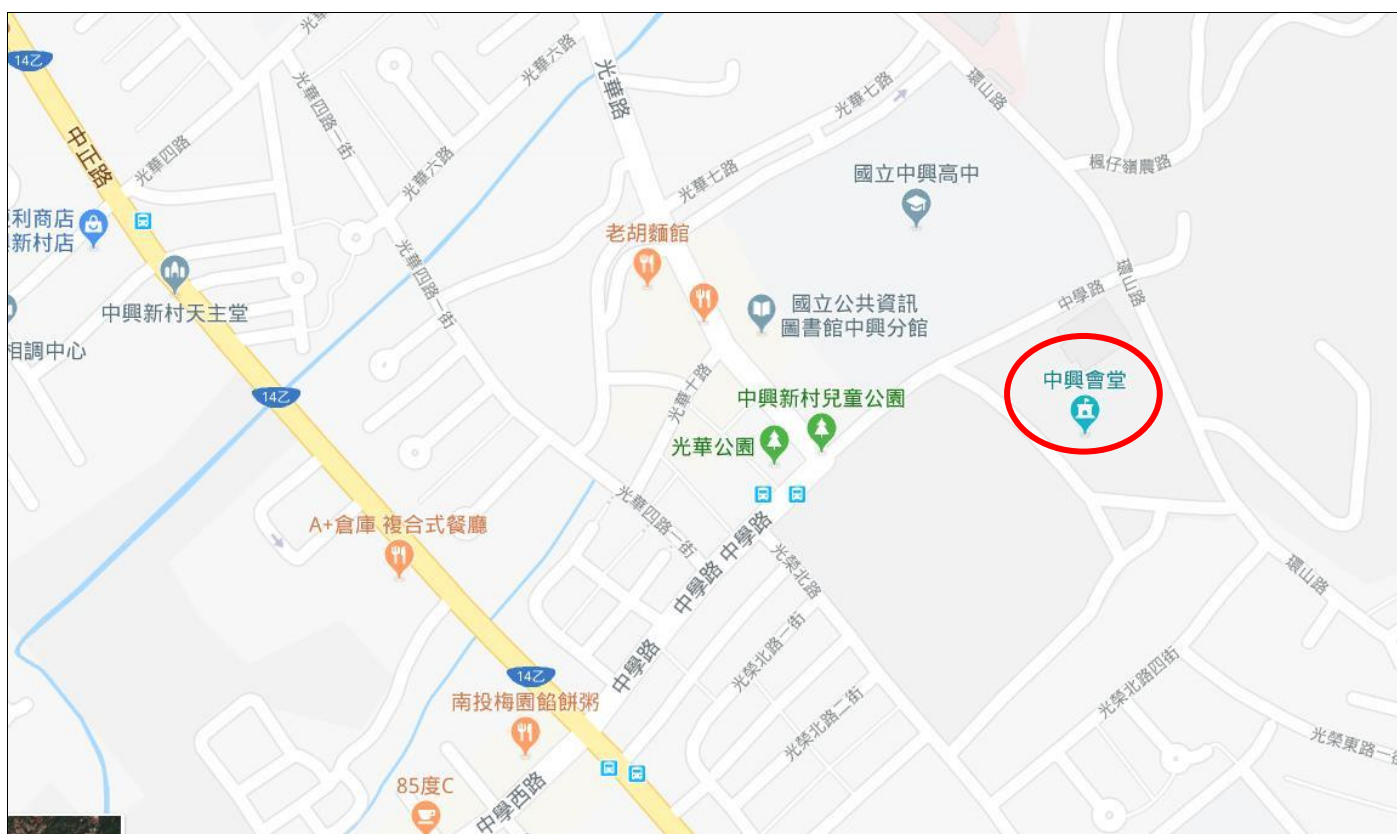 14乙
光華六路
光華路
環山路
光華七路
光華四路一街
中正路
光華四路
光華六路
光華七路
國立中興高中
楓仔嶺農路
利商店
新村店
老胡麵館
光華四路一街
環山路
中學路
中興新村天主堂
國立公共資訊
圖書館中興分館
相調中心
14乙
光華十路
中興會堂
中興新村兒童公園
光華公園
光華四路一街
A+倉庫 複合式餐廳
中學路
中學路
光榮北路
環山路
中學路
光榮北路一街
14乙
南投梅園餡餅粥
光榮北路二街
光榮北路四街
光榮東路一街
85度C
中學西路